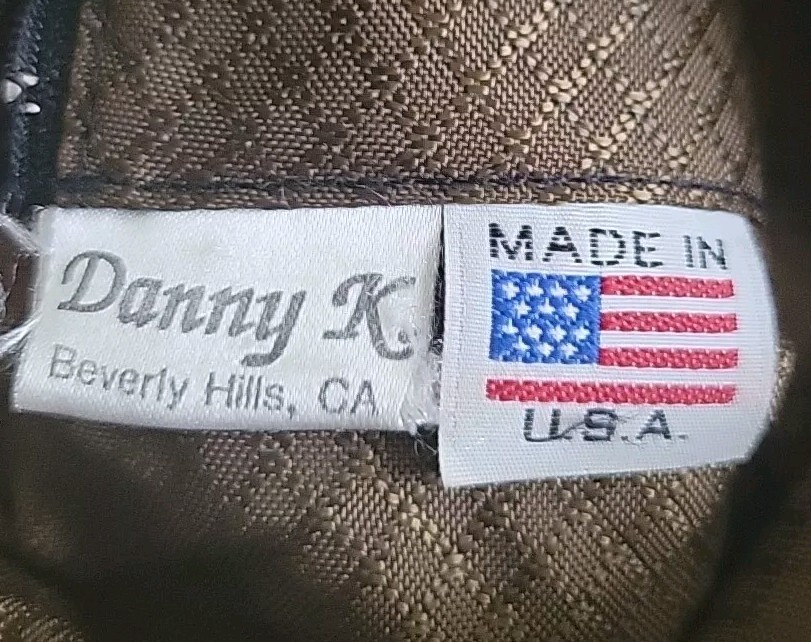 Danny K.
Beverly Hills, CA
MADE IN
U.S.A.